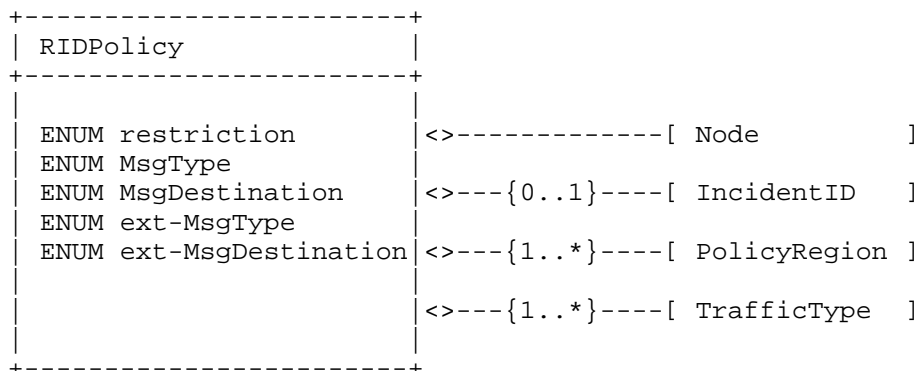 +------------------------+
| RIDPolicy              |
+------------------------+
|                        |
| ENUM restriction       |<>-------------[ Node         ]
| ENUM MsgType           |
| ENUM MsgDestination    |<>---{0..1}----[ IncidentID   ]
| ENUM ext-MsgType       |
| ENUM ext-MsgDestination|<>---{1..*}----[ PolicyRegion ]
|                        |
|                        |<>---{1..*}----[ TrafficType  ]
|                        |
+------------------------+